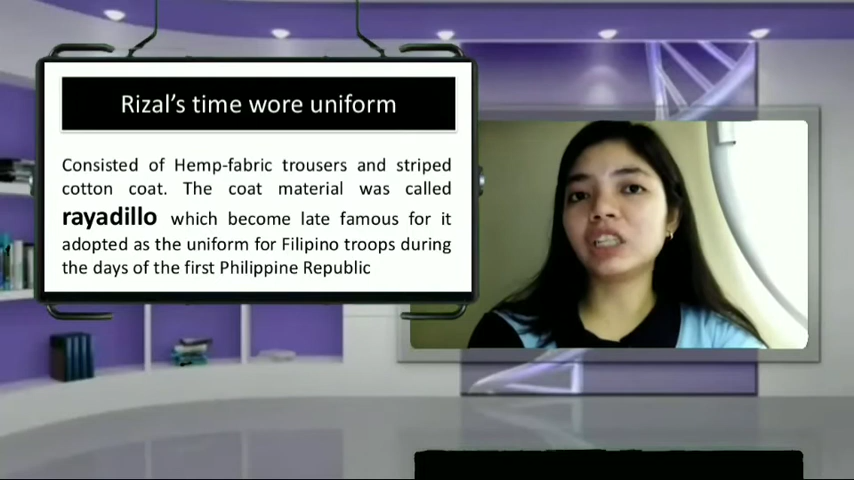 Rizal's time wore uniform
Consisted of Hemp-fabric trousers and striped
cotton coat. The coat material was called
rayadillo which become late famous for it
adopted as the uniform for Filipino troops during
the days of the first Philippine Republic